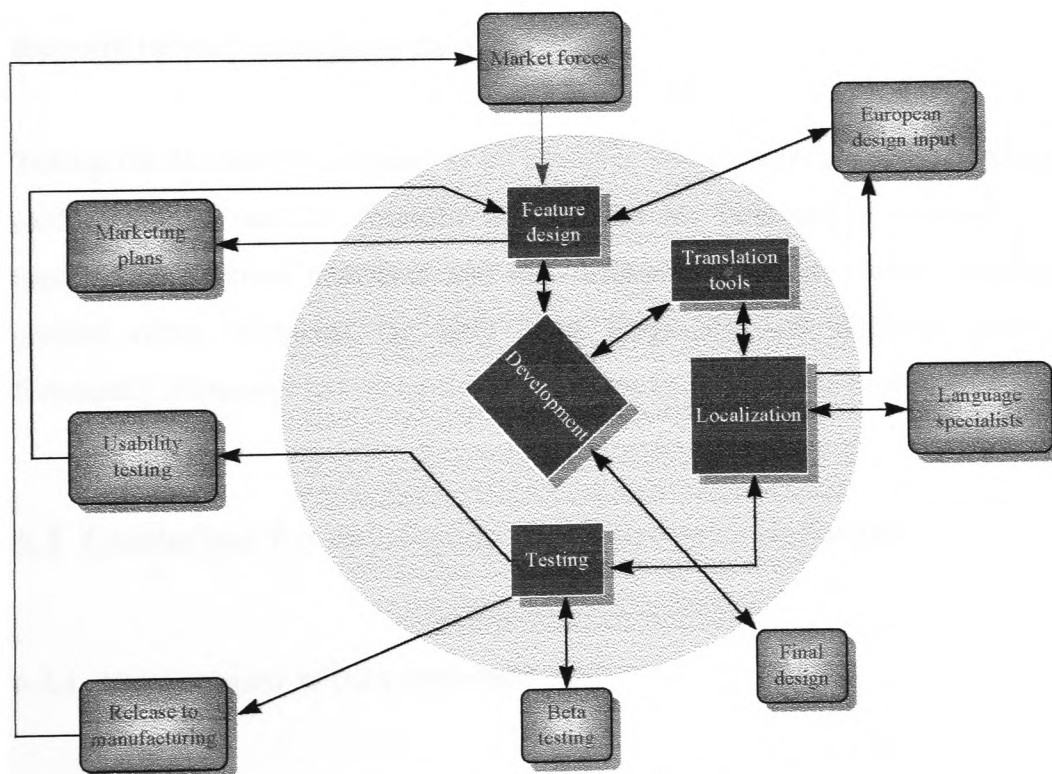 Market forces
European
design input
Feature
design
Marketing
plans
Translation
tools
Development
Localization
Language
specialists
Usability
testing
Testing
Final
design
Release to
manufacturing
Beta
testing